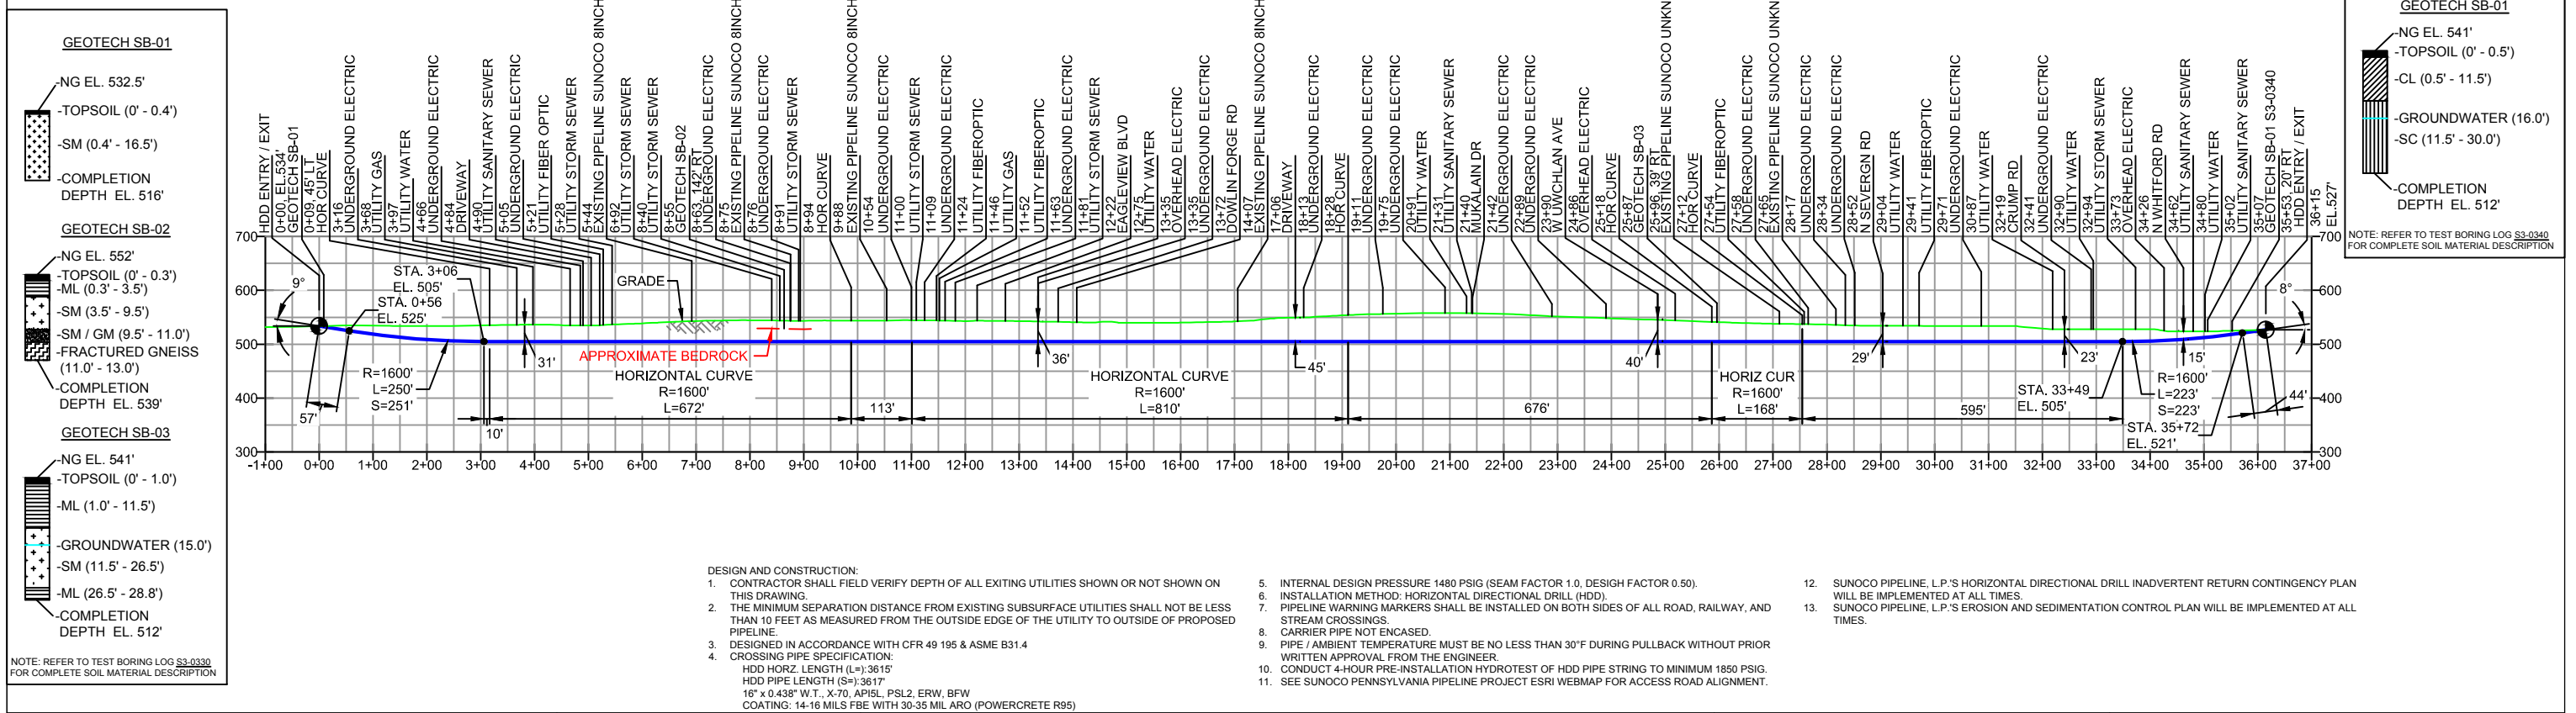 GEOTECH SB-01
-NG EL. 532.5'
-TOPSOIL (0' - 0.4')
-SM (0.4' - 16.5')
-COMPLETION
DEPTH EL. 516'
GEOTECH SB-02
-NG EL. 552'
-TOPSOIL (0' - 0.3')
-ML (0.3' - 3.5')
-SM (3.5' - 9.5')
-SM / GM (9.5' - 11.0')
-FRACTURED GNEISS
(11.0' - 13.0')
-COMPLETION
DEPTH EL. 539'
GEOTECH SB-03
-NG EL. 541'
-TOPSOIL (0' - 1.0')
-ML (1.0' - 11.5')
-GROUNDWATER (15.0')
-SM (11.5' - 26.5')
-ML (26.5' - 28.8')
-COMPLETION
DEPTH EL. 512'
NOTE: REFER TO TEST BORING LOG S3-0330
FOR COMPLETE SOIL MATERIAL DESCRIPTION
HDD ENTRY / EXIT
0+00, EL.534'
GEOTECH SB-01
0+09, 45' LT
HOR CURVE
3+16
UNDERGROUND ELECTRIC
3+68
UTILITY GAS
3+97
UTILITY WATER
4+66
UNDERGROUND ELECTRIC
4+84
DRIVEWAY
4+90
UTILITY SANITARY SEWER
5+05
UNDERGROUND ELECTRIC
5+21
UTILITY FIBER OPTIC
5+28
UTILITY STORM SEWER
5+44
EXISTING PIPELINE SUNOCO 8INCH
6+92
UTILITY STORM SEWER
8+40
UTILITY STORM SEWER
8+55
GEOTECH SB-02
8+63, 142' RT
UNDERGROUND ELECTRIC
8+75
EXISTING PIPELINE SUNOCO 8INCH
8+76
UNDERGROUND ELECTRIC
8+91
UTILITY STORM SEWER
8+94
HOR CURVE
9+88
EXISTING PIPELINE SUNOCO 8INCH
10+54
UNDERGROUND ELECTRIC
11+00
UTILITY STORM SEWER
11+09
UNDERGROUND ELECTRIC
11+24
UTILITY FIBEROPTIC
11+46
UTILITY GAS
11+52
UTILITY FIBEROPTIC
11+63
UNDERGROUND ELECTRIC
11+81
UTILITY STORM SEWER
12+22
EAGLEVIEW BLVD
12+75
UTILITY WATER
13+35
OVERHEAD ELECTRIC
13+35
UNDERGROUND ELECTRIC
13+72
DOWLIN FORGE RD
14+07
EXISTING PIPELINE SUNOCO 8INCH
17+06
DRIVEWAY
18+13
UNDERGROUND ELECTRIC
18+28
HOR CURVE
19+11
UNDERGROUND ELECTRIC
19+75
UNDERGROUND ELECTRIC
20+91
UTILITY WATER
21+31
UTILITY SANITARY SEWER
21+40
MUKALAIN DR
21+42
UNDERGROUND ELECTRIC
22+89
UNDERGROUND ELECTRIC
23+90
W UWCHLAN AVE
24+86
OVERHEAD ELECTRIC
25+18
HOR CURVE
25+87
GEOTECH SB-03
25+96, 39' RT
EXISTING PIPELINE SUNOCO UNKN
27+13
HOR CURVE
27+54
UTILITY FIBEROPTIC
27+58
UNDERGROUND ELECTRIC
27+65
EXISTING PIPELINE SUNOCO UNKN
28+17
UNDERGROUND ELECTRIC
28+34
UNDERGROUND ELECTRIC
28+52
N SEVERGN RD
29+04
UTILITY WATER
29+41
UTILITY FIBEROPTIC
29+71
UNDERGROUND ELECTRIC
30+87
UTILITY WATER
32+19
CRUMP RD
32+41
UNDERGROUND ELECTRIC
32+90
UTILITY WATER
32+94
UTILITY STORM SEWER
33+73
OVERHEAD ELECTRIC
34+26
N WHITFORD RD
34+62
UTILITY SANITARY SEWER
34+80
UTILITY WATER
35+02
UTILITY SANITARY SEWER
35+07
GEOTECH SB-01 S3-0340
35+53, 20' RT
HDD ENTRY / EXIT
36+15
EL.527'
700
600
500
400
300
700
600
500
400
300
9°
STA. 3+06
EL. 505'
STA. 0+56
EL. 525'
GRADE
APPROXIMATE BEDROCK
8°
31'
36'
45'
40'
29'
23'
15'
R=1600'
L=250'
S=251'
HORIZONTAL CURVE
R=1600'
L=672'
HORIZONTAL CURVE
R=1600'
L=810'
HORIZ CUR
R=1600'
L=168'
STA. 33+49
EL. 505'
R=1600'
L=223'
S=223'
STA. 35+72
EL. 521'
57'
10'
113'
676'
595'
44'
-1+00 0+00 1+00 2+00 3+00 4+00 5+00 6+00 7+00 8+00 9+00 10+00 11+00 12+00 13+00 14+00 15+00 16+00 17+00 18+00 19+00 20+00 21+00 22+00 23+00 24+00 25+00 26+00 27+00 28+00 29+00 30+00 31+00 32+00 33+00 34+00 35+00 36+00 37+00
GEOTECH SB-01
-NG EL. 541'
-TOPSOIL (0' - 0.5')
-CL (0.5' - 11.5')
-GROUNDWATER (16.0')
-SC (11.5' - 30.0')
-COMPLETION
DEPTH EL. 512'
NOTE: REFER TO TEST BORING LOG S3-0340
FOR COMPLETE SOIL MATERIAL DESCRIPTION
DESIGN AND CONSTRUCTION:
1. CONTRACTOR SHALL FIELD VERIFY DEPTH OF ALL EXITING UTILITIES SHOWN OR NOT SHOWN ON
THIS DRAWING.
2. THE MINIMUM SEPARATION DISTANCE FROM EXISTING SUBSURFACE UTILITIES SHALL NOT BE LESS
THAN 10 FEET AS MEASURED FROM THE OUTSIDE EDGE OF THE UTILITY TO OUTSIDE OF PROPOSED
PIPELINE.
3. DESIGNED IN ACCORDANCE WITH CFR 49 195 & ASME B31.4
4. CROSSING PIPE SPECIFICATION:
HDD HORZ. LENGTH (L=):3615'
HDD PIPE LENGTH (S=):3617'
16" x 0.438" W.T., X-70, API5L, PSL2, ERW, BFW
COATING: 14-16 MILS FBE WITH 30-35 MIL ARO (POWERCRETE R95)
5. INTERNAL DESIGN PRESSURE 1480 PSIG (SEAM FACTOR 1.0, DESIGH FACTOR 0.50).
6. INSTALLATION METHOD: HORIZONTAL DIRECTIONAL DRILL (HDD).
7. PIPELINE WARNING MARKERS SHALL BE INSTALLED ON BOTH SIDES OF ALL ROAD, RAILWAY, AND
STREAM CROSSINGS.
8. CARRIER PIPE NOT ENCASED.
9. PIPE / AMBIENT TEMPERATURE MUST BE NO LESS THAN 30°F DURING PULLBACK WITHOUT PRIOR
WRITTEN APPROVAL FROM THE ENGINEER.
10. CONDUCT 4-HOUR PRE-INSTALLATION HYDROTEST OF HDD PIPE STRING TO MINIMUM 1850 PSIG.
11. SEE SUNOCO PENNSYLVANIA PIPELINE PROJECT ESRI WEBMAP FOR ACCESS ROAD ALIGNMENT.
12. SUNOCO PIPELINE, L.P.'S HORIZONTAL DIRECTIONAL DRILL INADVERTENT RETURN CONTINGENCY PLAN
WILL BE IMPLEMENTED AT ALL TIMES.
13. SUNOCO PIPELINE, L.P.'S EROSION AND SEDIMENTATION CONTROL PLAN WILL BE IMPLEMENTED AT ALL
TIMES.